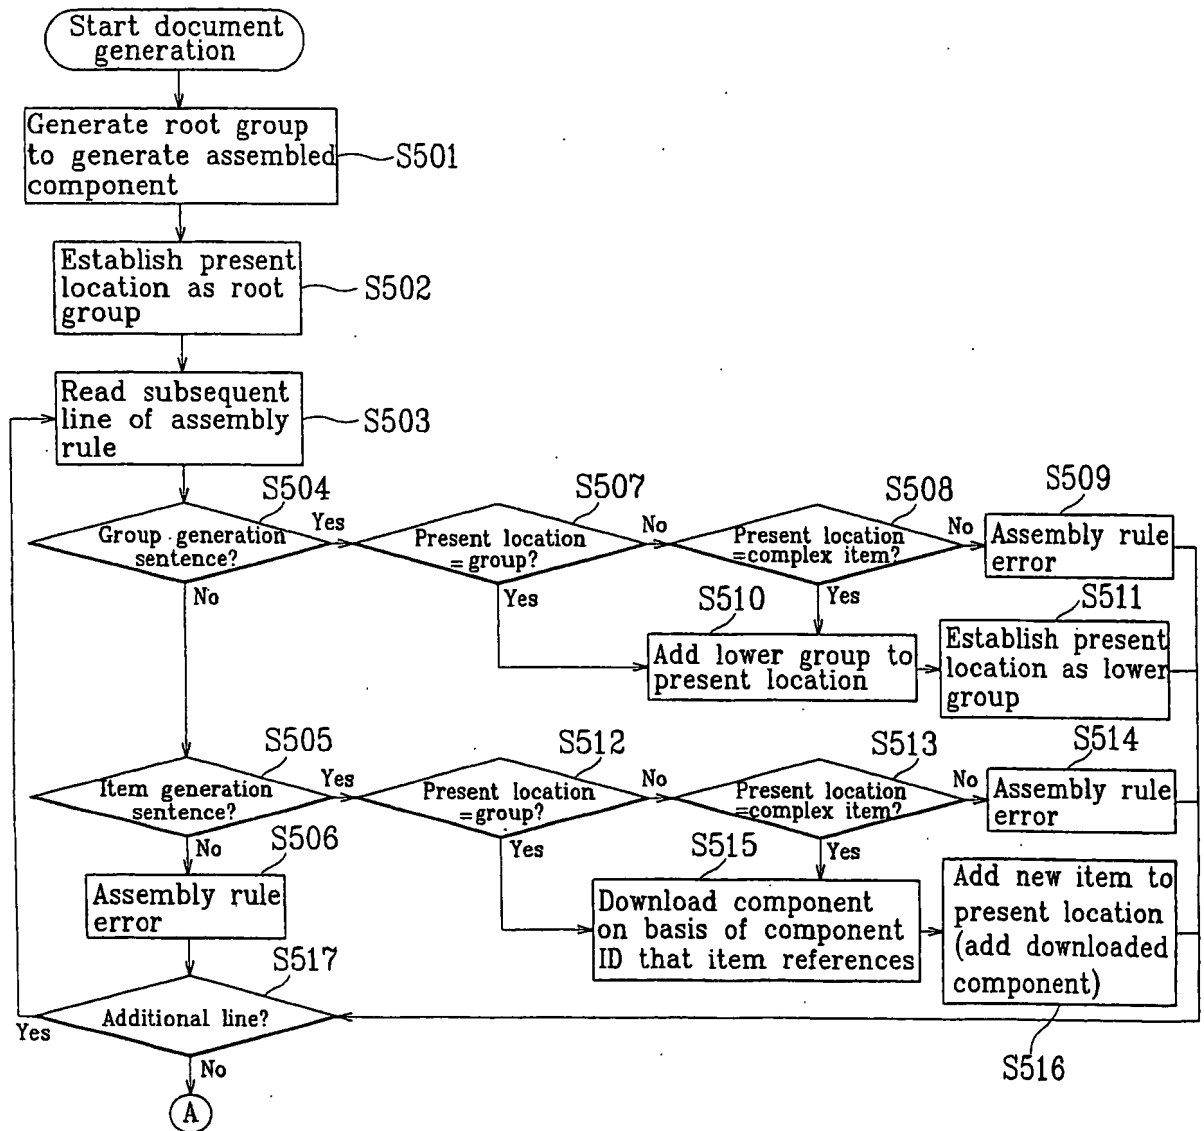 Start document
generation
Generate root group
to generate assembled
component
S501
Establish present
location as root
group
S502
Read subsequent
line of assembly
rule
S503
S504
Group generation
sentence?
Yes
No
S507
Present location
=group?
No
Yes
S508
Present location
=complex item?
No
Yes
S509
Assembly rule
error
S510
Add lower group to
present location
S511
Establish present
location as lower
group
S505
Item generation
sentence?
Yes
No
S512
Present location
=group?
No
Yes
S513
Present location
=complex item?
No
Yes
S514
Assembly rule
error
S506
Assembly rule
error
S515
Download component
on basis of component
ID that item references
Add new item to
present location
(add downloaded
component)
S516
S517
Additional line?
Yes
No
A